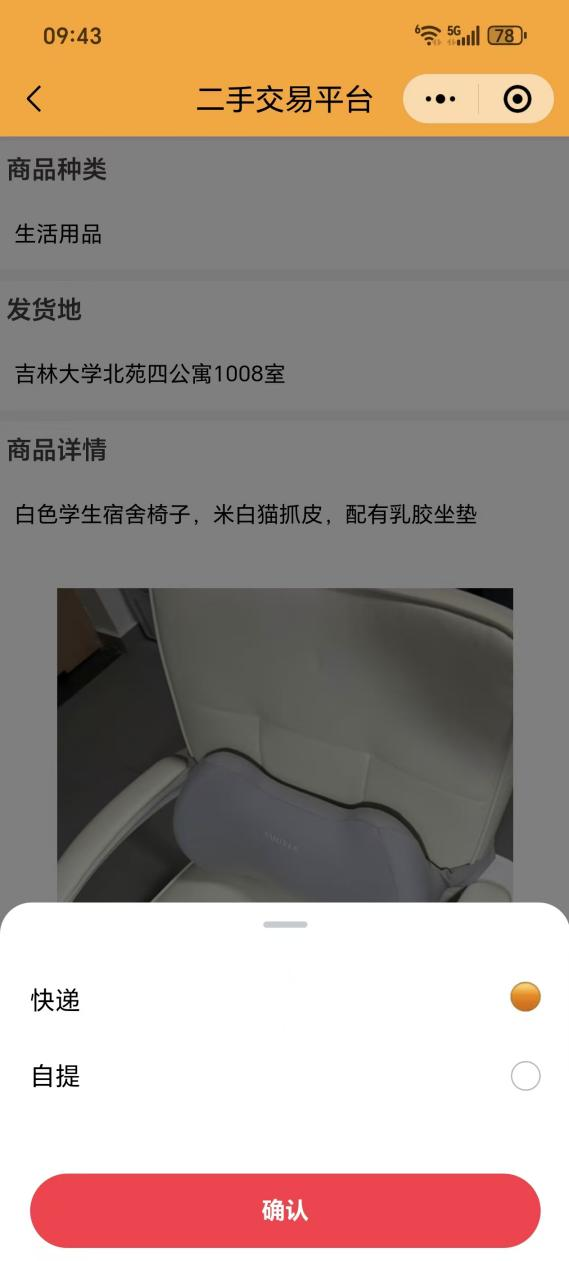 09:43
6 5G 78
二手交易平台
商品种类
生活用品
发货地
吉林大学北苑四公寓1008室
商品详情
白色学生宿舍椅子，米白猫抓皮，配有乳胶坐垫
快递
自提
确认